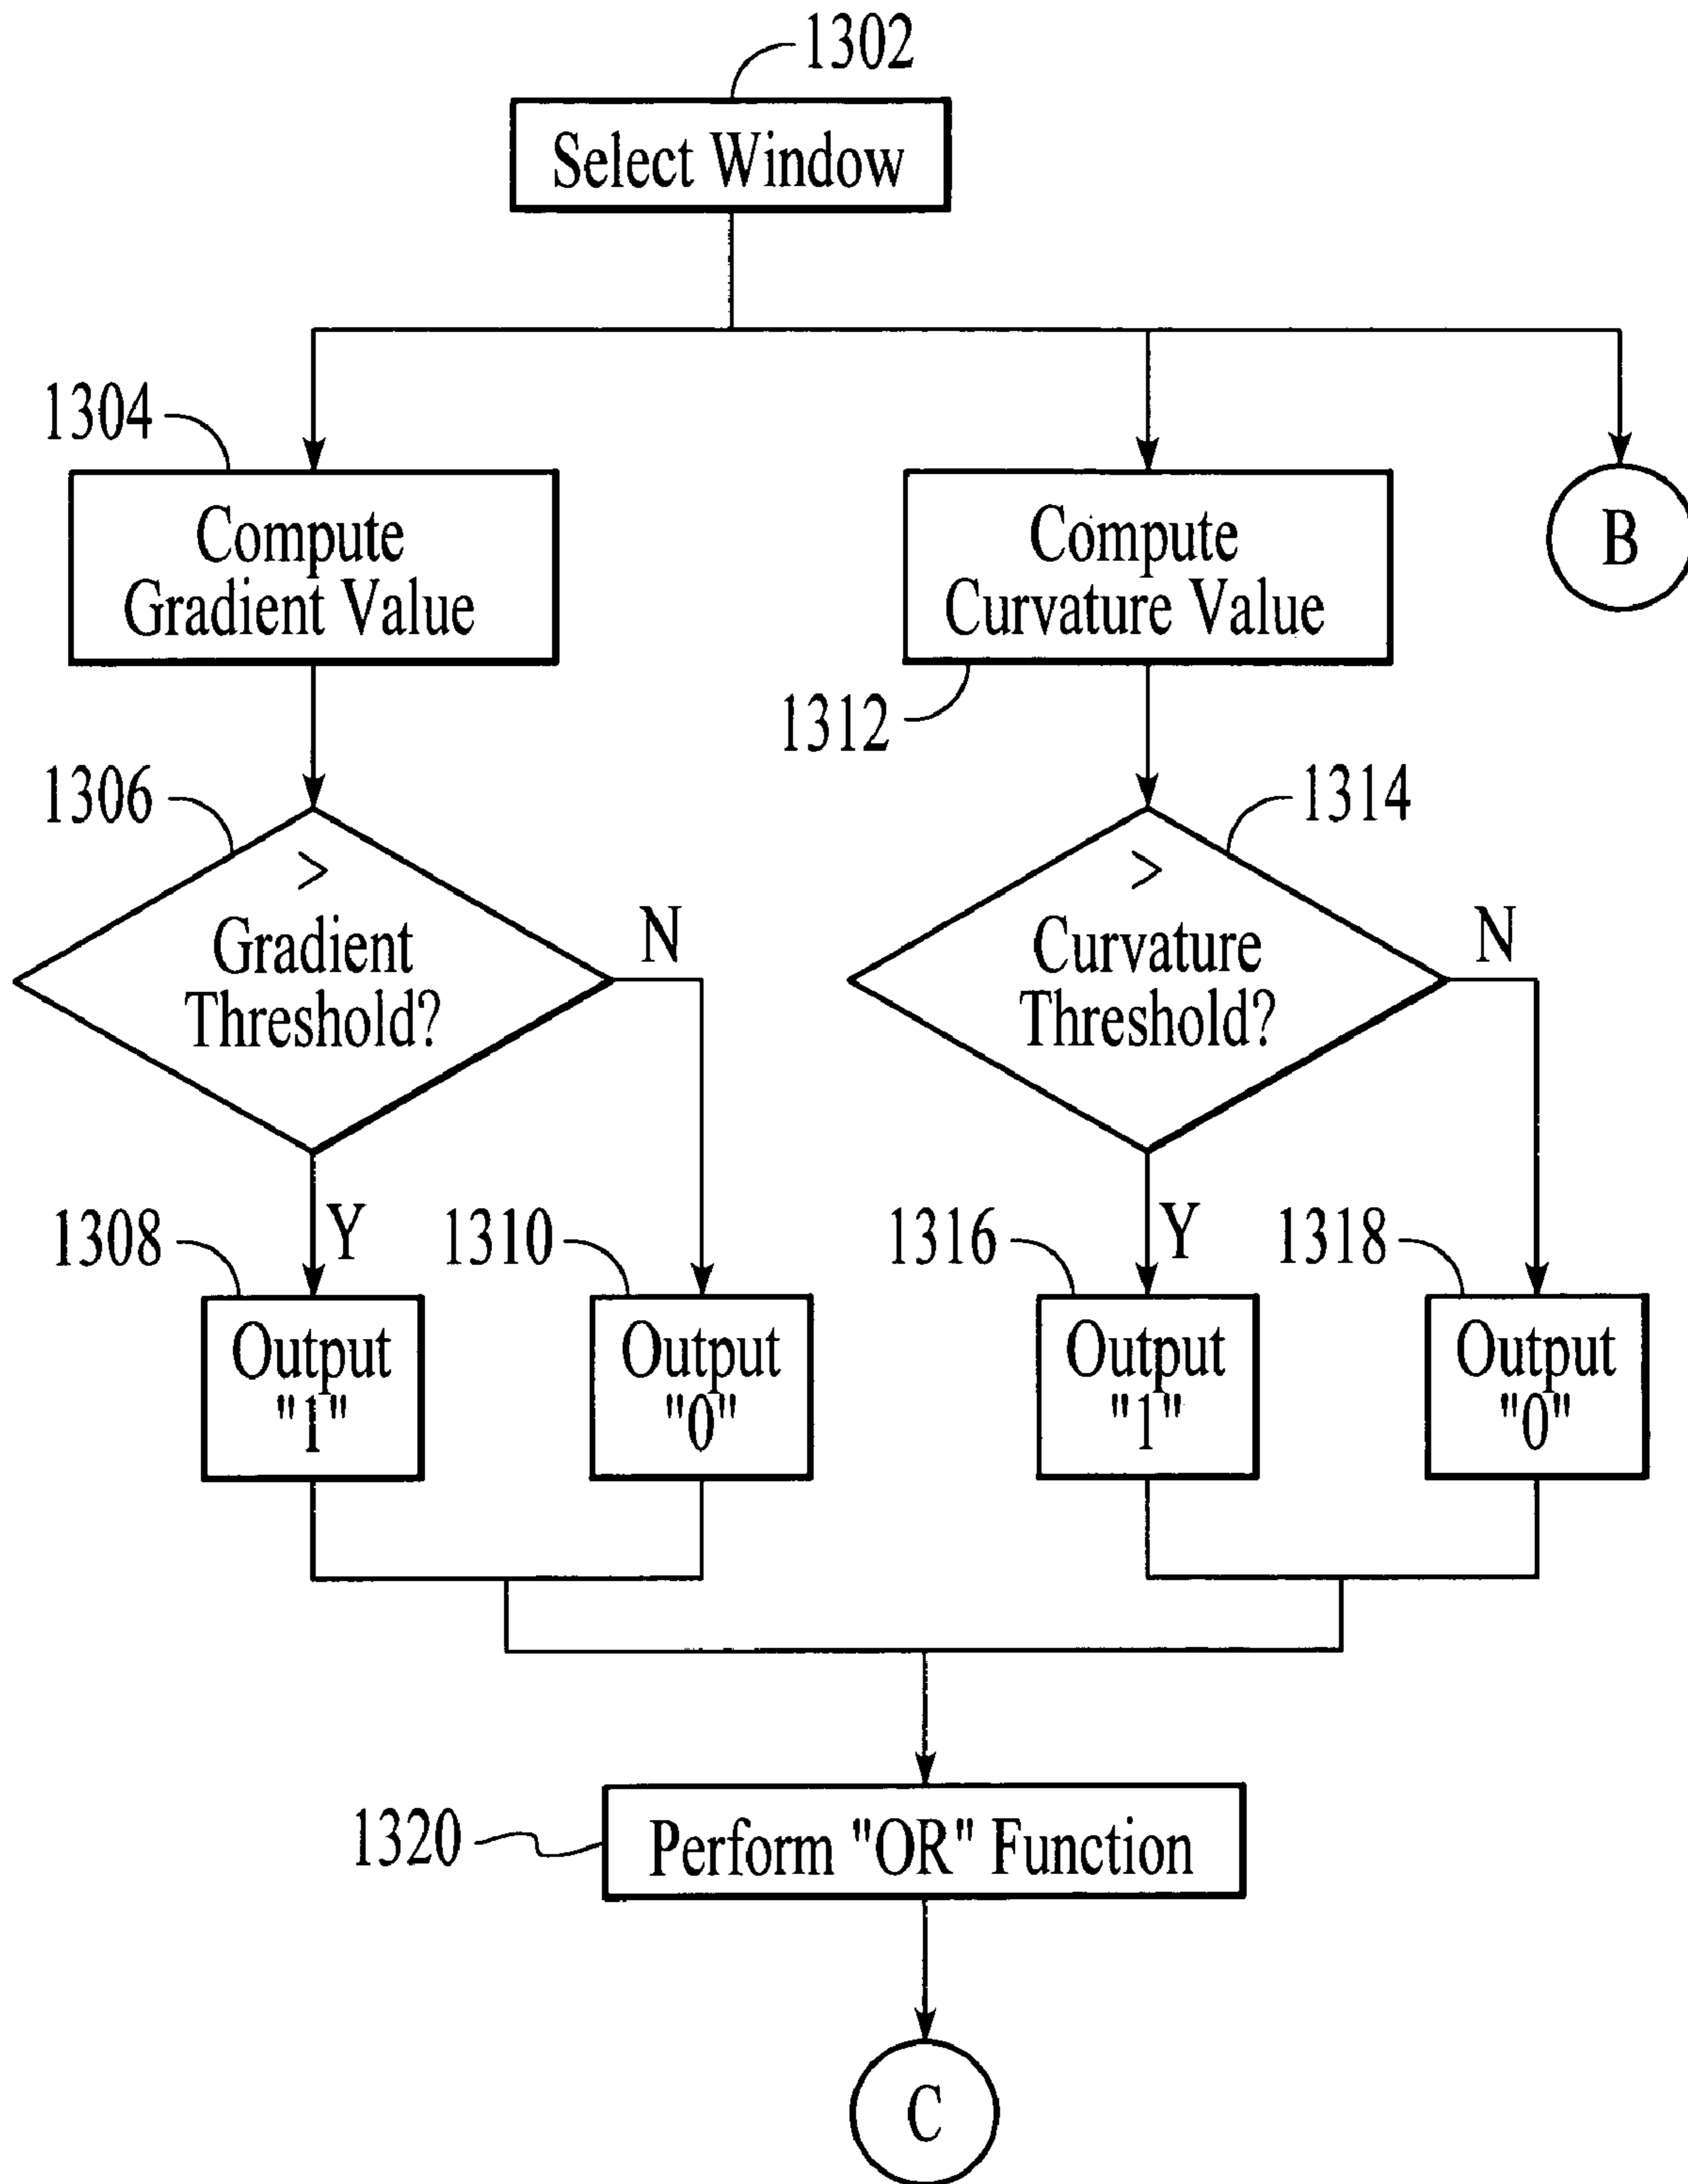 1302
Select Window
1304
Compute
Gradient Value
Compute
Curvature Value
B
1312
1306
>
Gradient
Threshold?
N
1314
>
Curvature
Threshold?
N
1308
Y
1310
1316
Y
1318
Output
"1"
Output
"0"
Output
"1"
Output
"0"
1320
Perform "OR" Function
C